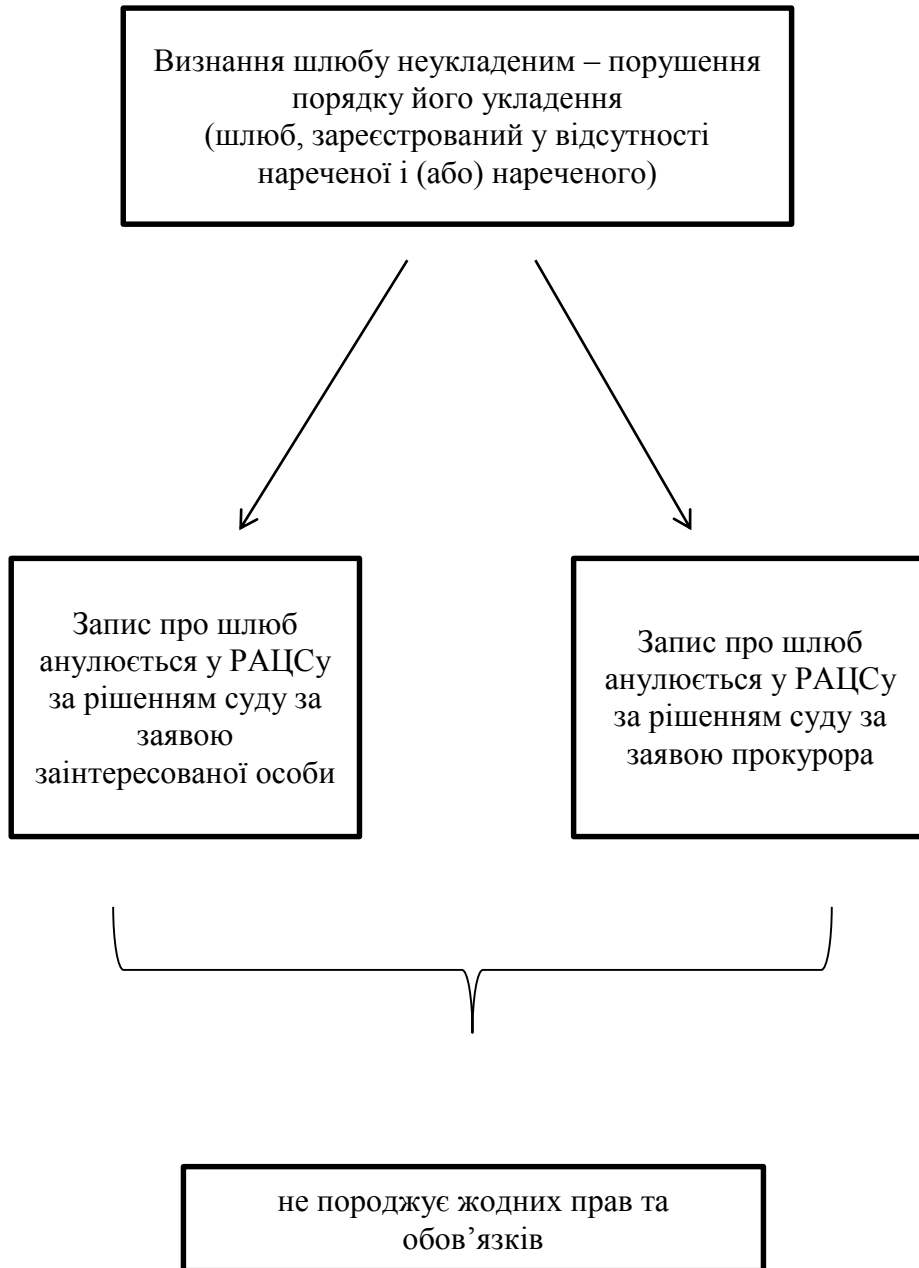 Визнання шлюбу неукладеним – порушення
порядку його укладення
(шлюб, зареєстрований у відсутності
нареченої і (або) нареченого)
Запис про шлюб
анулюється у РАЦСу
за рішенням суду за
заявою
заінтересованої особи
Запис про шлюб
анулюється у РАЦСу
за рішенням суду за
заявою прокурора
не породжує жодних прав та
обов’язків